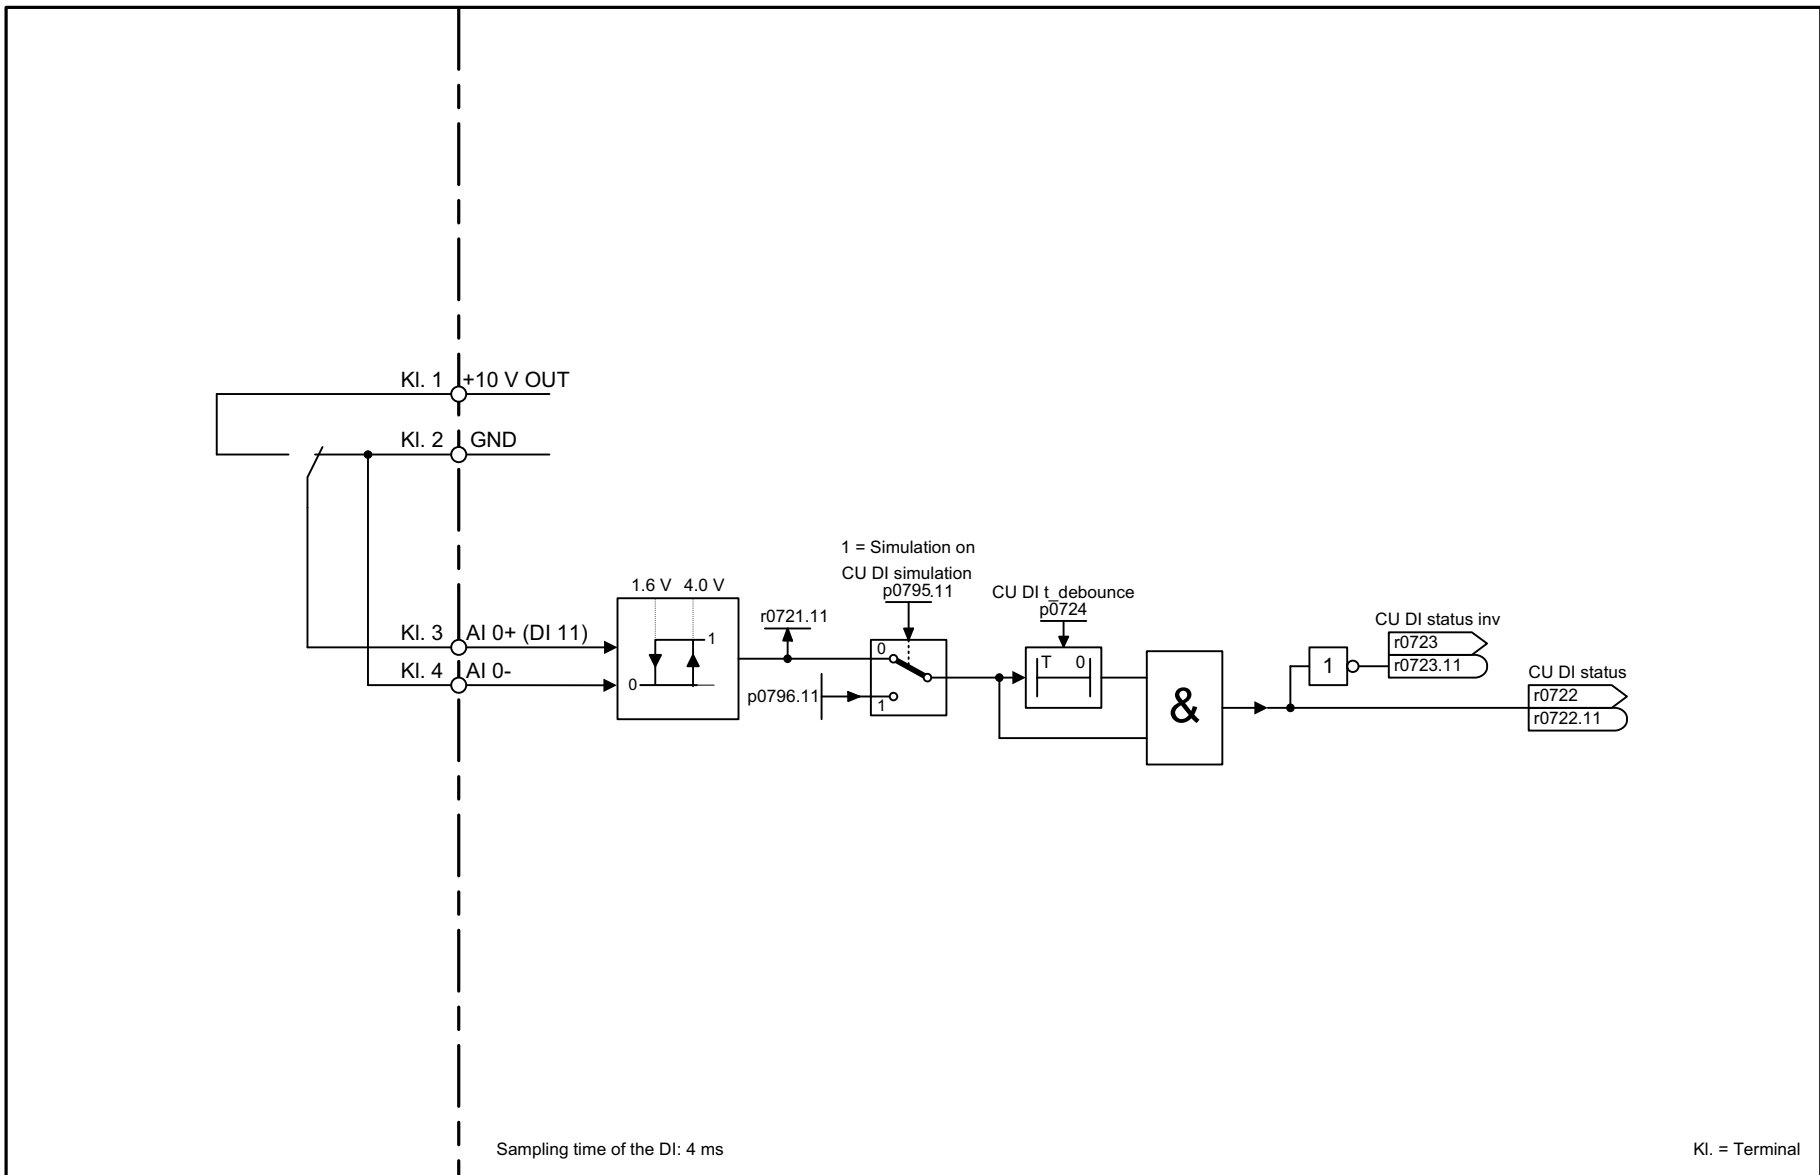 Kl. 1 +10 V OUT
Kl. 2 GND
1 = Simulation on
CU DI simulation
p0795.11
1.6 V 4.0 V
CU DI t_debounce
p0724
r0721.11
CU DI status inv
r0723
r0723.11
Kl. 3 AI 0+ (DI 11)
1
0
T 0
1
Kl. 4 AI 0-
0
p0796.11
1
&
CU DI status
r0722
r0722.11
Sampling time of the DI: 4 ms
Kl. = Terminal